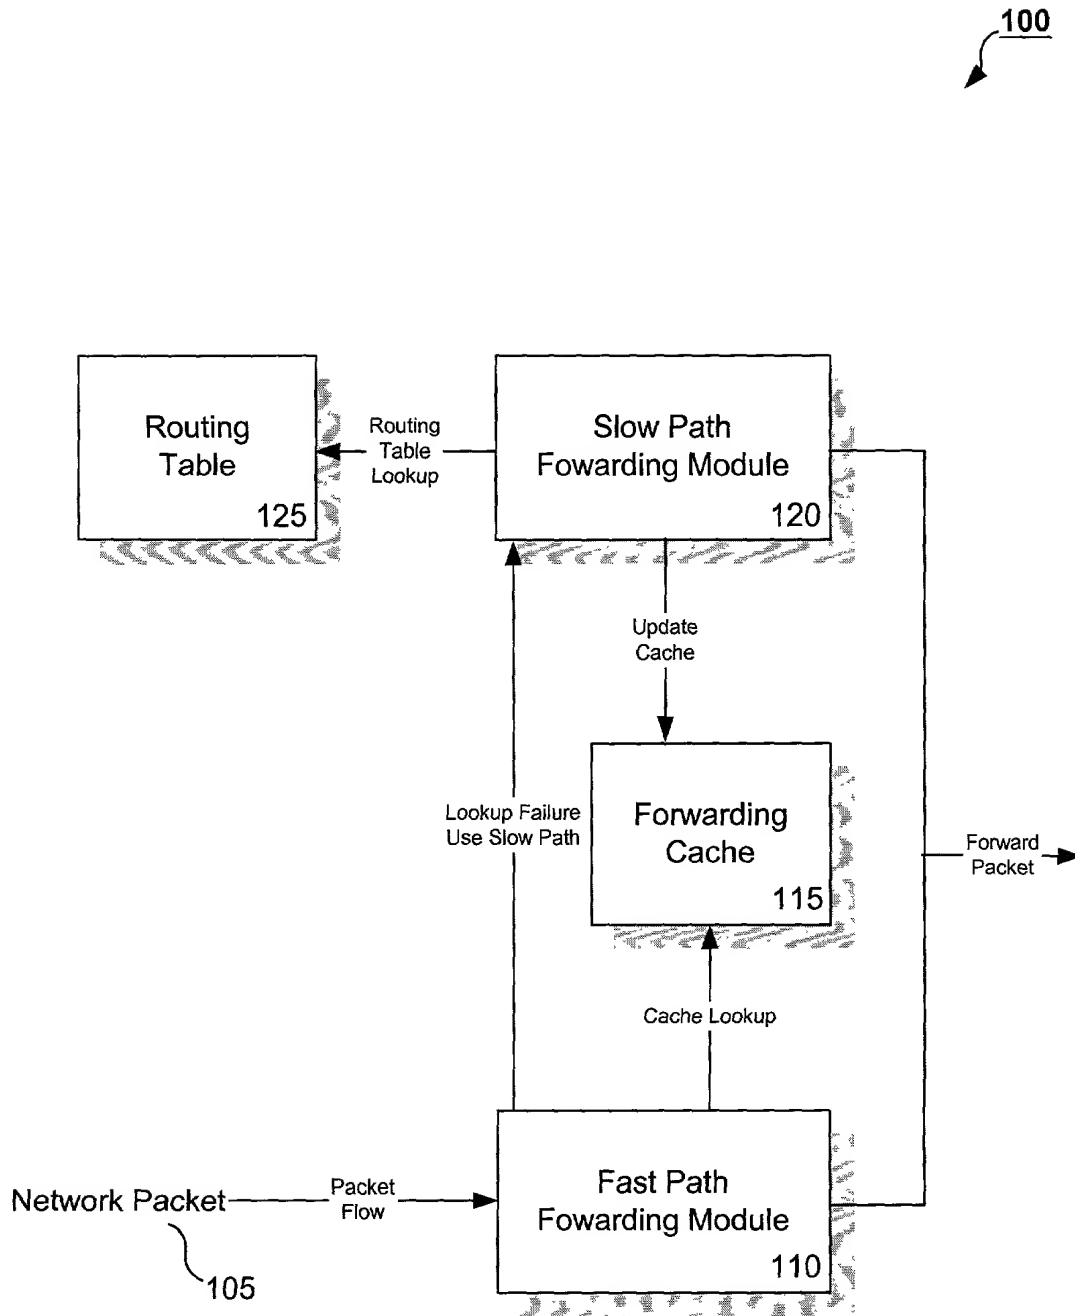 100
Routing
Table
125
Routing
Table
Lookup
Slow Path
Fowarding Module
120
Update
Cache
Lookup Failure
Use Slow Path
Forwarding
Cache
115
Forward
Packet
Cache Lookup
Network Packet
105
Packet
Flow
Fast Path
Fowarding Module
110